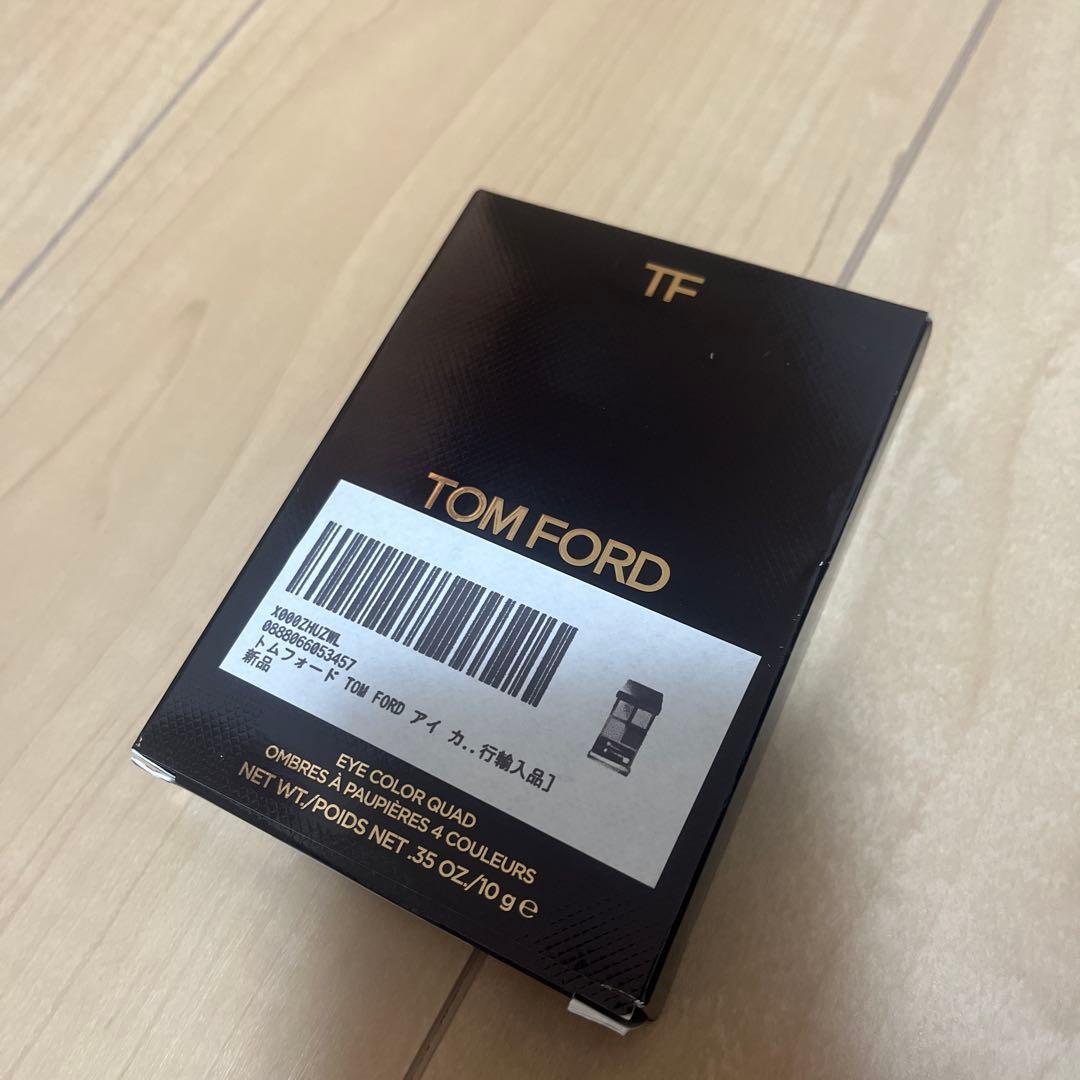 TF
TOM FORD
X000ZHUZWL
0888066053457
トムフォード TOM FORD アイ カ..行輸入品]
新品
EYE COLOR QUAD
OMBRES À PAUPIÈRES 4 COULEURS
NET WT./POIDS NET .35 OZ./10 g ℮